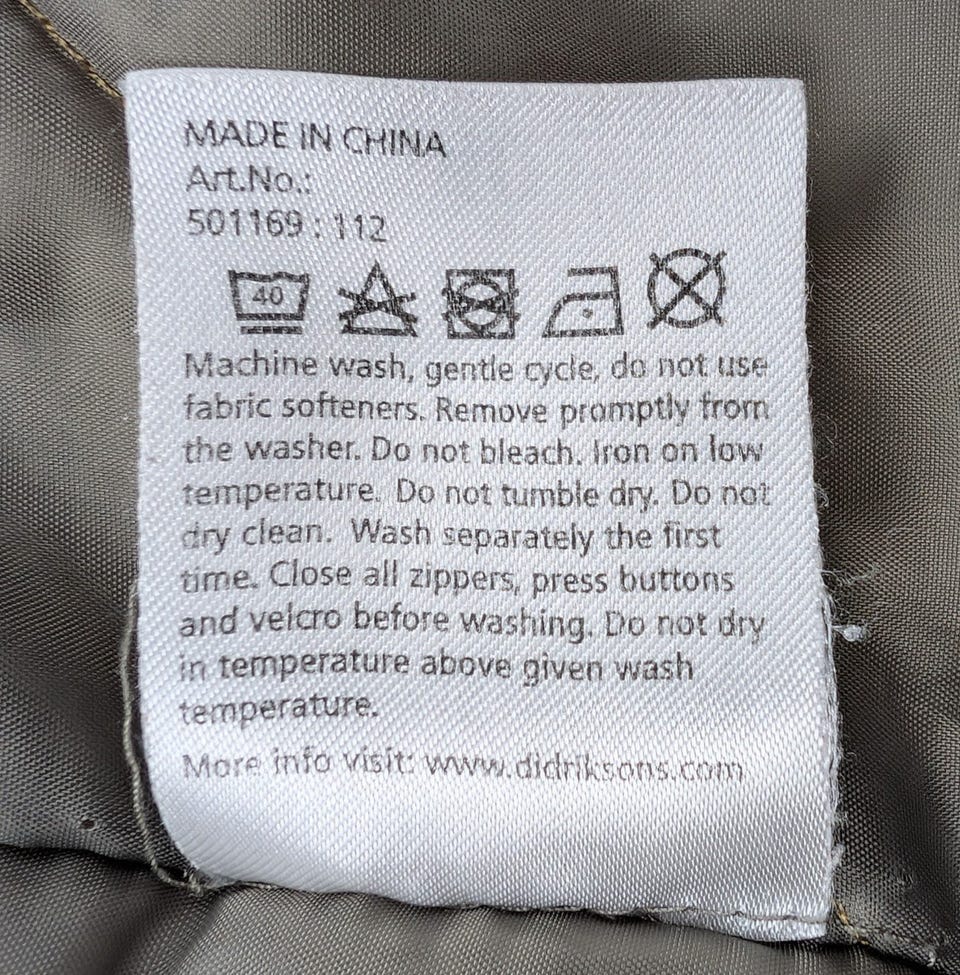 MADE IN CHINA
Art.No.:
501169 : 112
40
Machine wash, gentle cycle, do not use
fabric softeners. Remove promptly from
the washer. Do not bleach. Iron on low
temperature. Do not tumble dry. Do not
dry clean. Wash separately the first
time. Close all zippers, press buttons
and velcro before washing. Do not dry
in temperature above given wash
temperature.
More info visit: www.didriksons.com